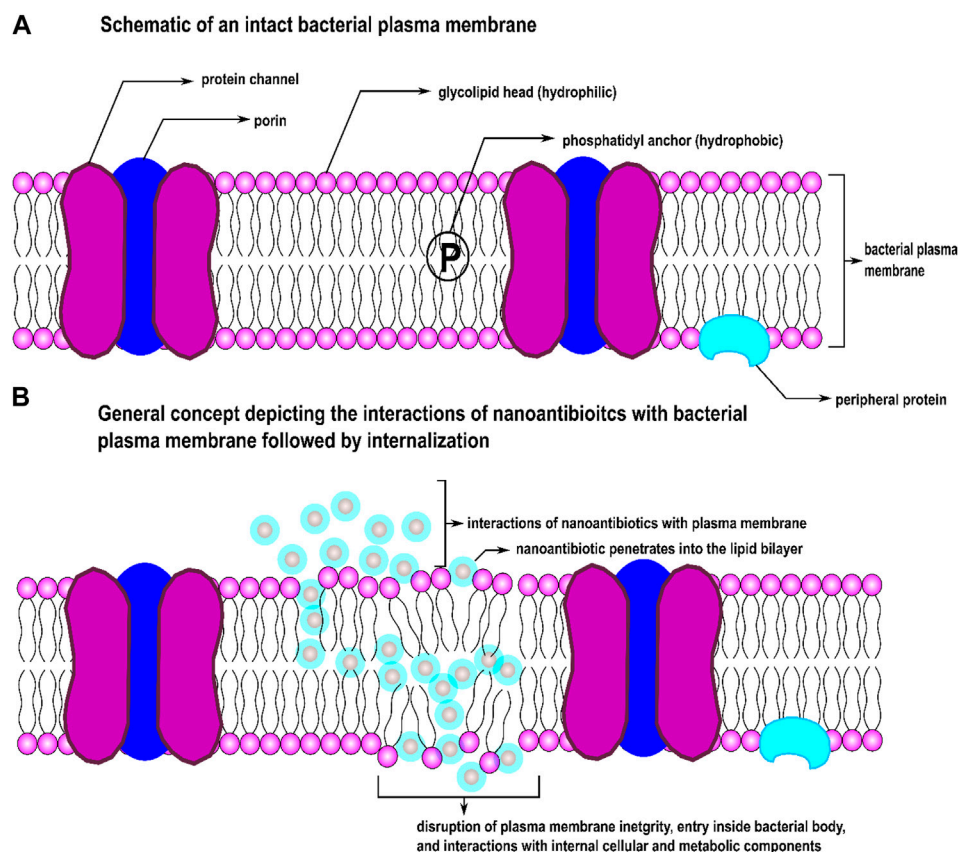 A
Schematic of an intact bacterial plasma membrane
protein channel
porin
glycolipid head (hydrophilic)
phosphatidyl anchor (hydrophobic)
P
bacterial plasma
membrane
peripheral protein
B
General concept depicting the interactions of nanoantibioitcs with bacterial
plasma membrane followed by internalization
interactions of nanoantibiotics with plasma membrane
nanoantibiotic penetrates into the lipid bilayer
disruption of plasma membrane inetgrity, entry inside bacterial body,
and interactions with internal cellular and metabolic components